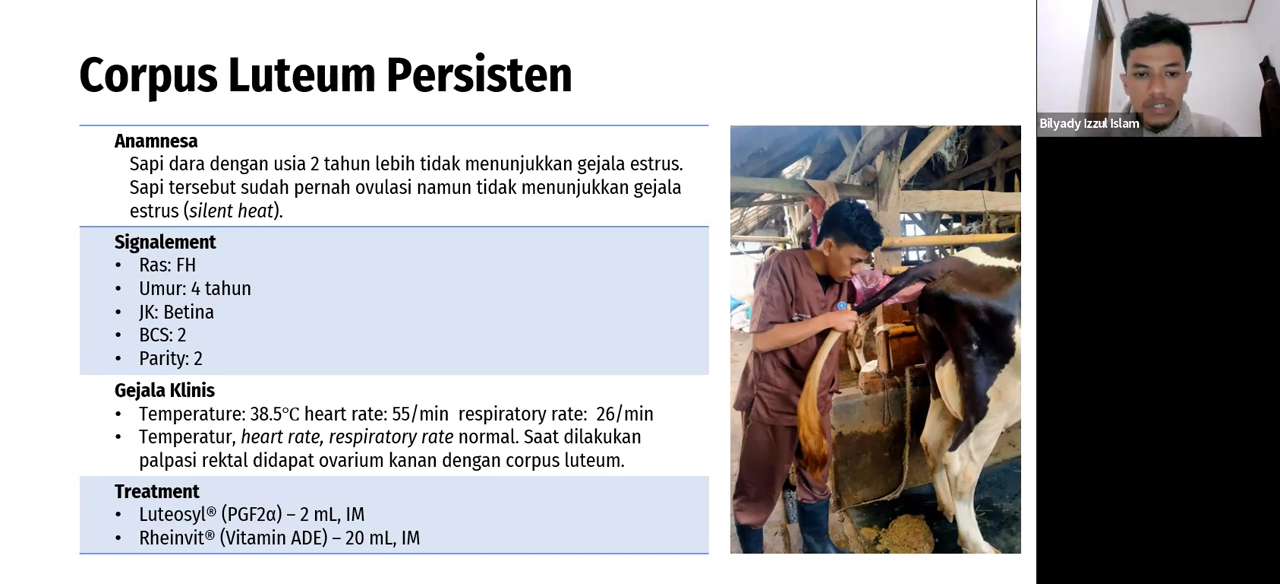 Corpus Luteum Persisten
Anamnesa
Sapi dara dengan usia 2 tahun lebih tidak menunjukkan gejala estrus.
Sapi tersebut sudah pernah ovulasi namun tidak menunjukkan gejala
estrus (silent heat).
Signalement
• Ras: FH
• Umur: 4 tahun
• JK: Betina
• BCS: 2
• Parity: 2
Gejala Klinis
• Temperature: 38.5°C heart rate: 55/min  respiratory rate:  26/min
• Temperatur, heart rate, respiratory rate normal. Saat dilakukan
palpasi rektal didapat ovarium kanan dengan corpus luteum.
Treatment
• Luteosyl® (PGF2α) – 2 mL, IM
• Rheinvit® (Vitamin ADE) – 20 mL, IM
Bilyady Izzul Islam